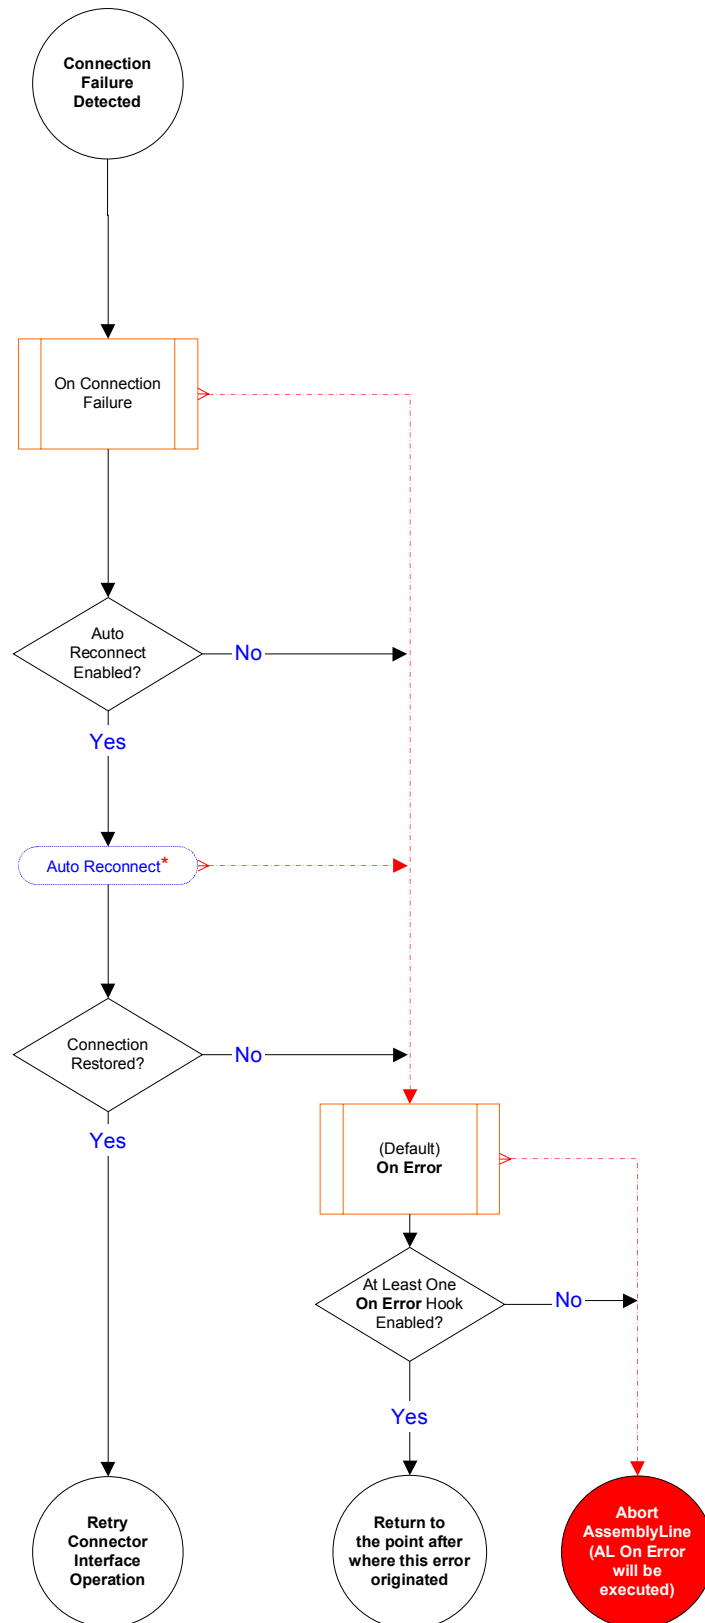 Connection
Failure
Detected
On Connection
Failure
Auto
Reconnect
Enabled?
No
Yes
Auto Reconnect*
Connection
Restored?
No
Yes
(Default)
On Error
At Least One
On Error Hook
Enabled?
No
Yes
Retry
Connector
Interface
Operation
Return to
the point after
where this error
originated
Abort
AssemblyLine
(AL On Error
will be
executed)